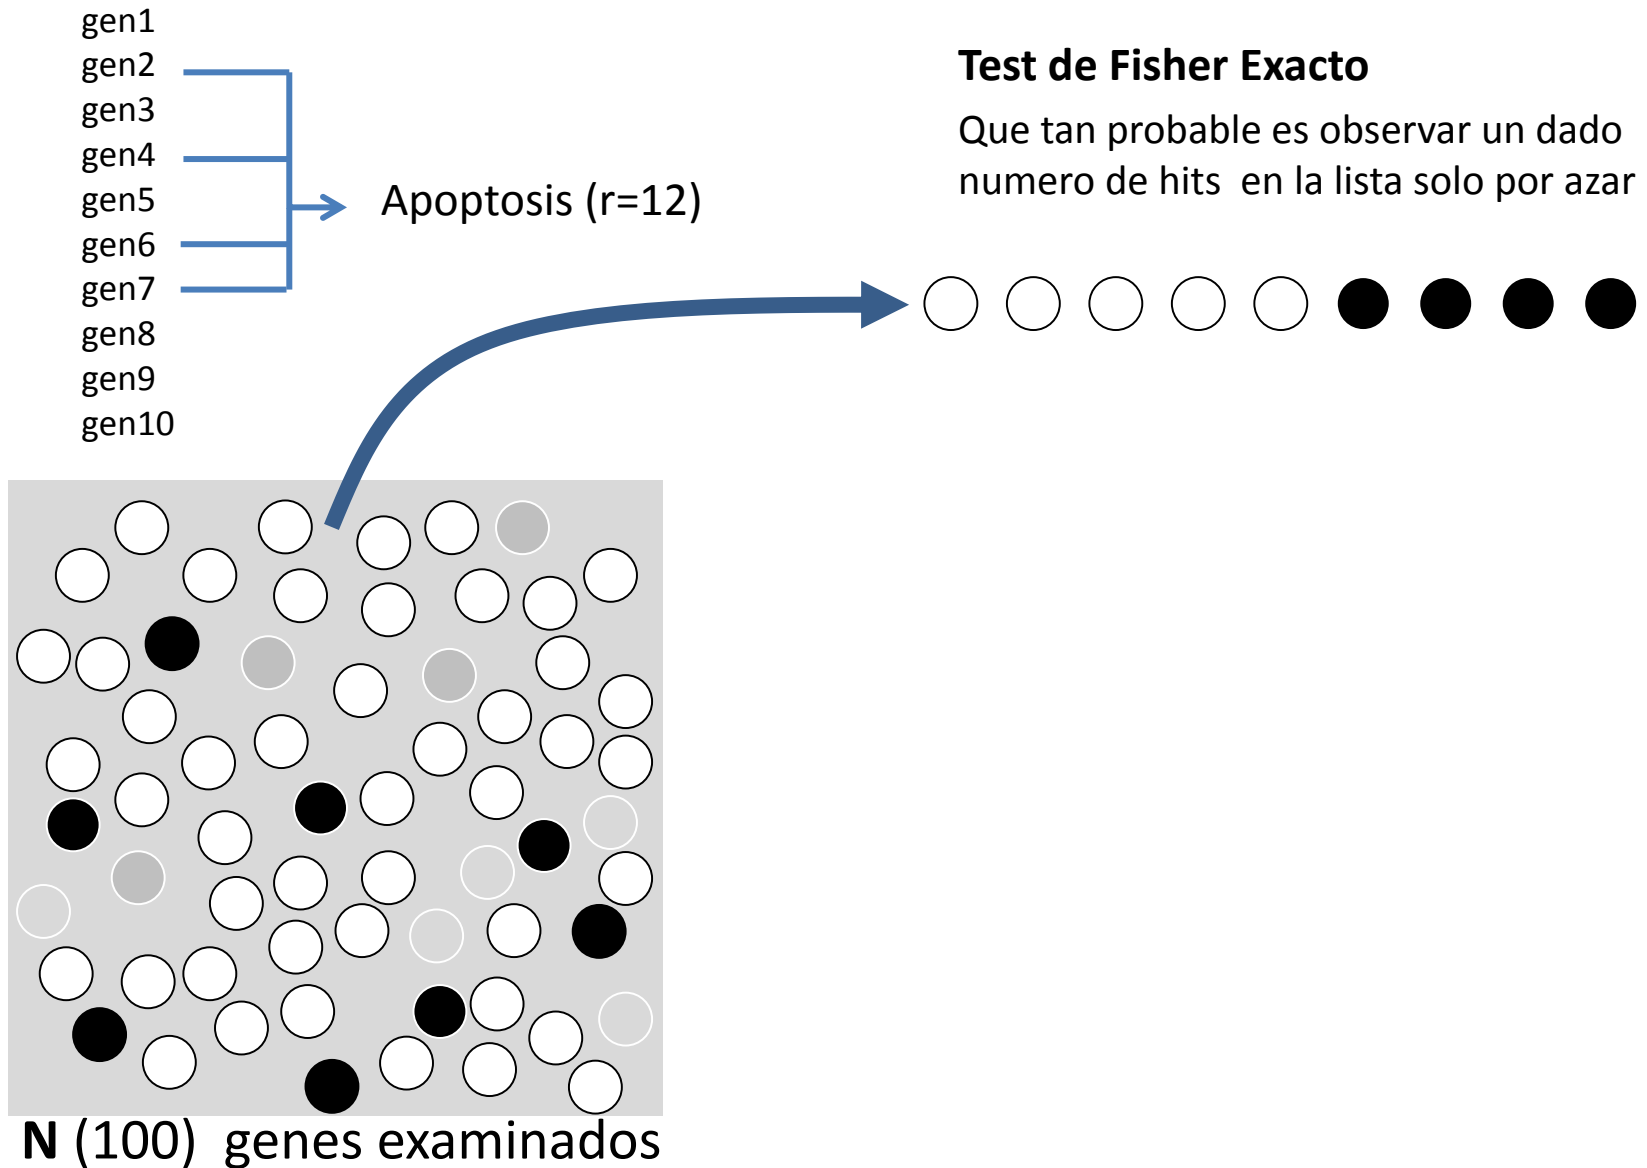 gen1
gen2
gen3
gen4
gen5
gen6
gen7
gen8
gen9
gen10
Apoptosis (r=12)
Test de Fisher Exacto
Que tan probable es observar un dado
numero de hits en la lista solo por azar
N (100) genes examinados